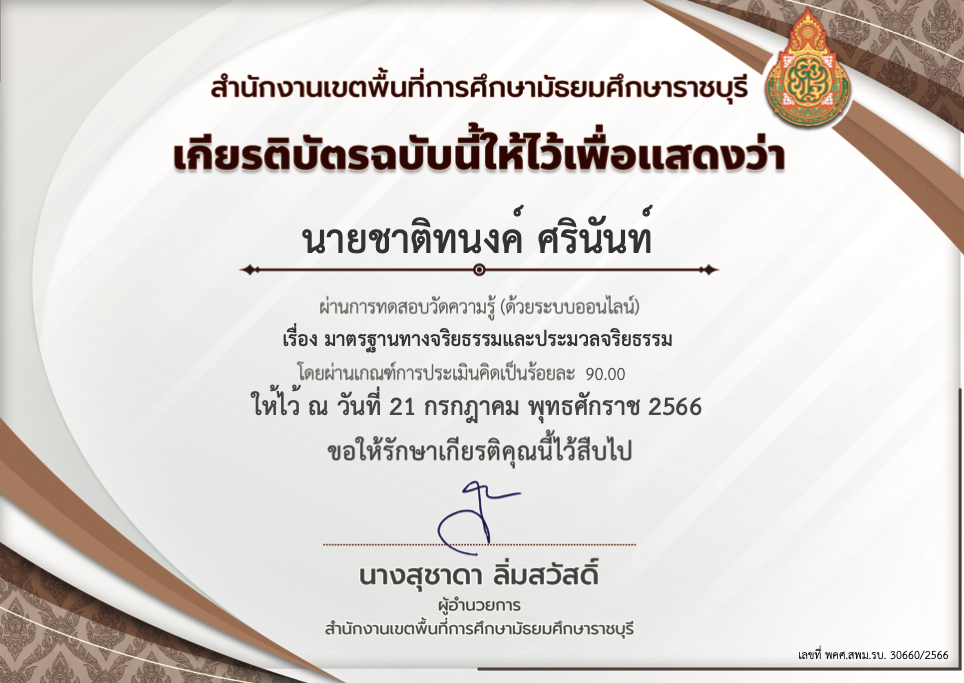 สำนักงานเขตพื้นที่การศึกษามัธยมศึกษาราชบุรี
เกียรติบัตรฉบับนี้ให้ไว้เพื่อแสดงว่า
นายชาติทนงค์ ศรินันท์
ผ่านการทดสอบวัดความรู้ (ด้วยระบบออนไลน์)
เรื่อง มาตรฐานทางจริยธรรมและประมวลจริยธรรม
โดยผ่านเกณฑ์การประเมินคิดเป็นร้อยละ 90.00
ให้ไว้ ณ วันที่ 21 กรกฎาคม พุทธศักราช 2566
ขอให้รักษาเกียรติคุณนี้ไว้สืบไป
นางสุชาดา ลิ่มสวัสดิ์
ผู้อำนวยการ
สำนักงานเขตพื้นที่การศึกษามัธยมศึกษาราชบุรี
เลขที่ พคศ.สพม.รบ. 30660/2566